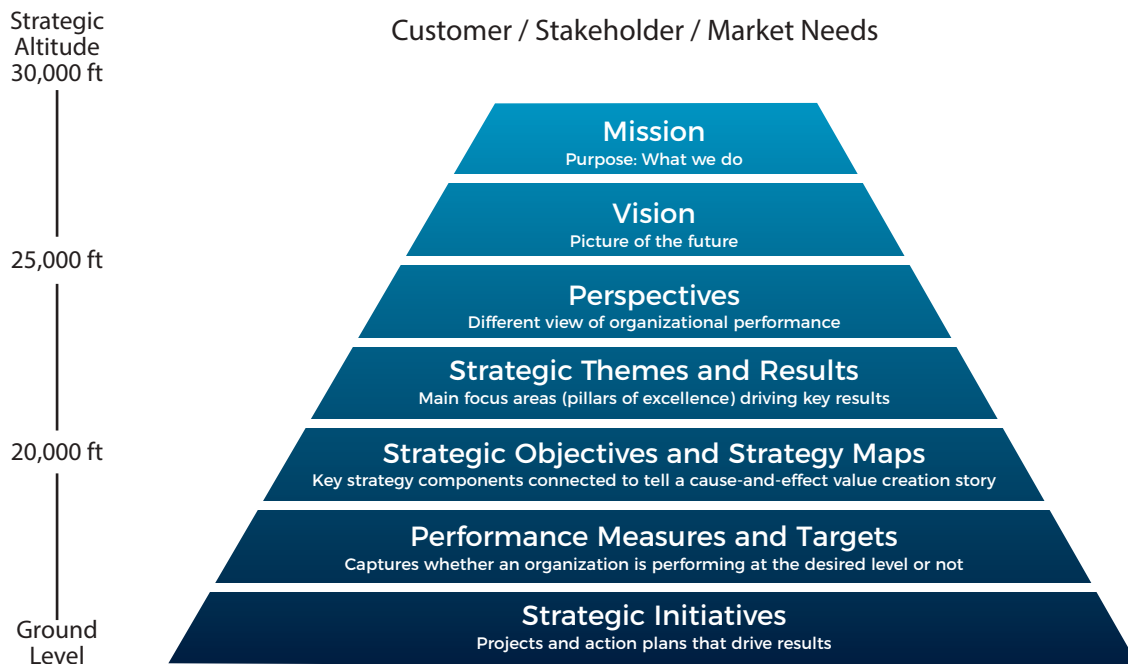 Strategic
Altitude
30,000 ft
Customer / Stakeholder / Market Needs
Mission
Purpose: What we do
Vision
Picture of the future
25,000 ft
Perspectives
Different view of organizational performance
Strategic Themes and Results
Main focus areas (pillars of excellence) driving key results
20,000 ft
Strategic Objectives and Strategy Maps
Key strategy components connected to tell a cause-and-effect value creation story
Performance Measures and Targets
Captures whether an organization is performing at the desired level or not
Strategic Initiatives
Projects and action plans that drive results
Ground
Level